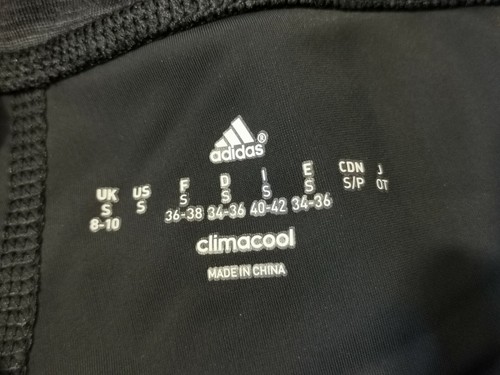 adidas®
UK US F D I E CDN J
S S S S S S S/P OT
8-10 36-38 34-36 40-42 34-36
climacool
MADE IN CHINA